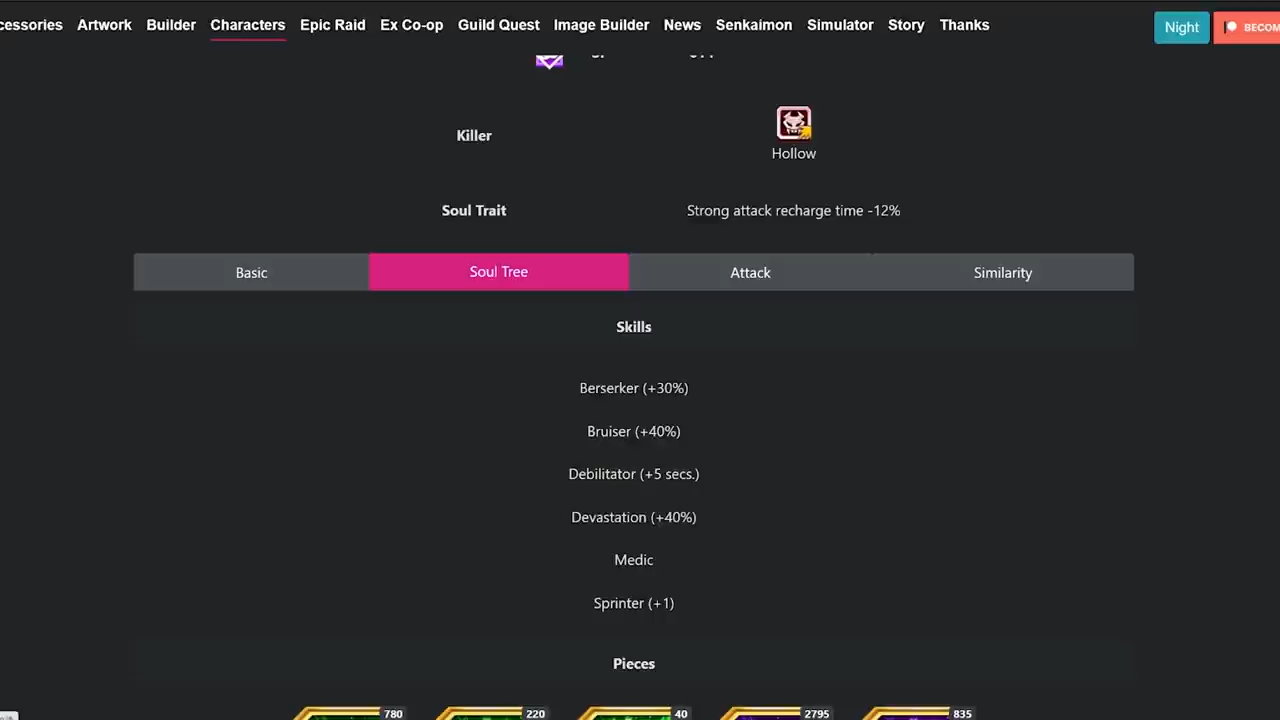 cessories Artwork Builder Characters Epic Raid Ex Co-op Guild Quest Image Builder News Senkaimon Simulator Story Thanks
Night BECOM
Killer
Hollow
Soul Trait Strong attack recharge time -12%
Basic Soul Tree Attack Similarity
Skills
Berserker (+30%)
Bruiser (+40%)
Debilitator (+5 secs.)
Devastation (+40%)
Medic
Sprinter (+1)
Pieces
780 220 40 2795 835